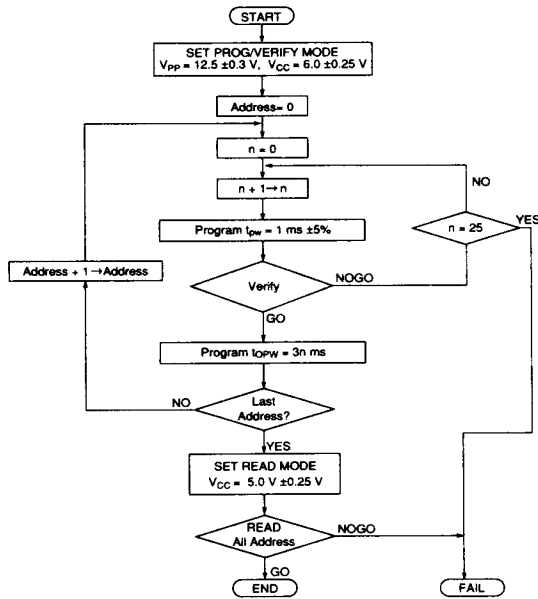 START
SET PROG/VERIFY MODE
VPP = 12.5 ±0.3 V, VCC = 6.0 ±0.25 V
Address= 0
n = 0
NO
n + 1→n
YES
n = 25
Program tpw = 1 ms ±5%
Address + 1→Address
Verify
NOGO
GO
Program tOPW = 3n ms
NO
Last
Address?
YES
SET READ MODE
VCC = 5.0 V ±0.25 V
READ
All Address
NOGO
GO
END
FAIL